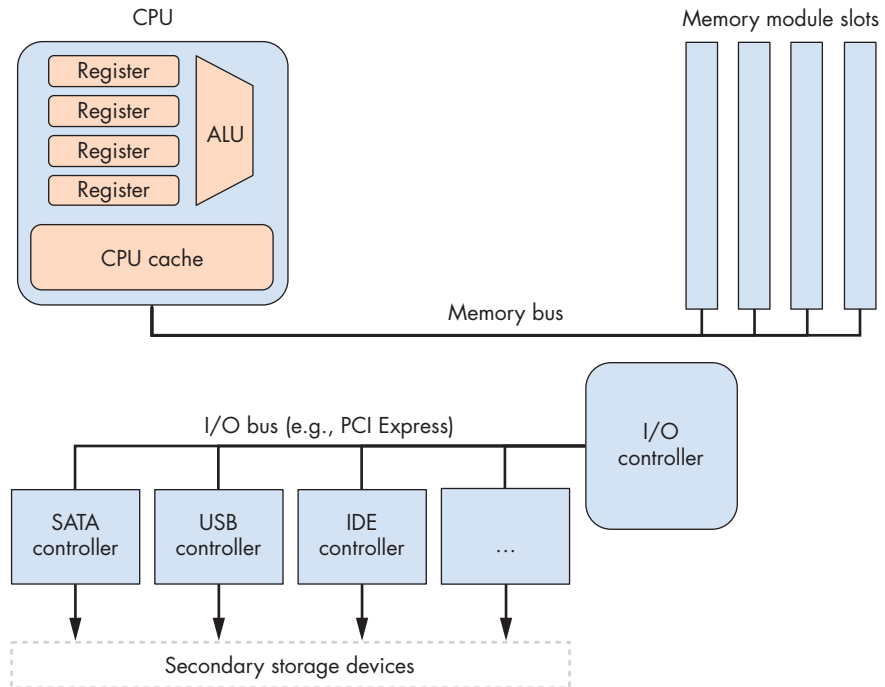 CPU
Memory module slots
Register
Register
Register
Register
ALU
CPU cache
Memory bus
I/O bus (e.g., PCI Express)
I/O
controller
SATA
controller
USB
controller
IDE
controller
...
Secondary storage devices